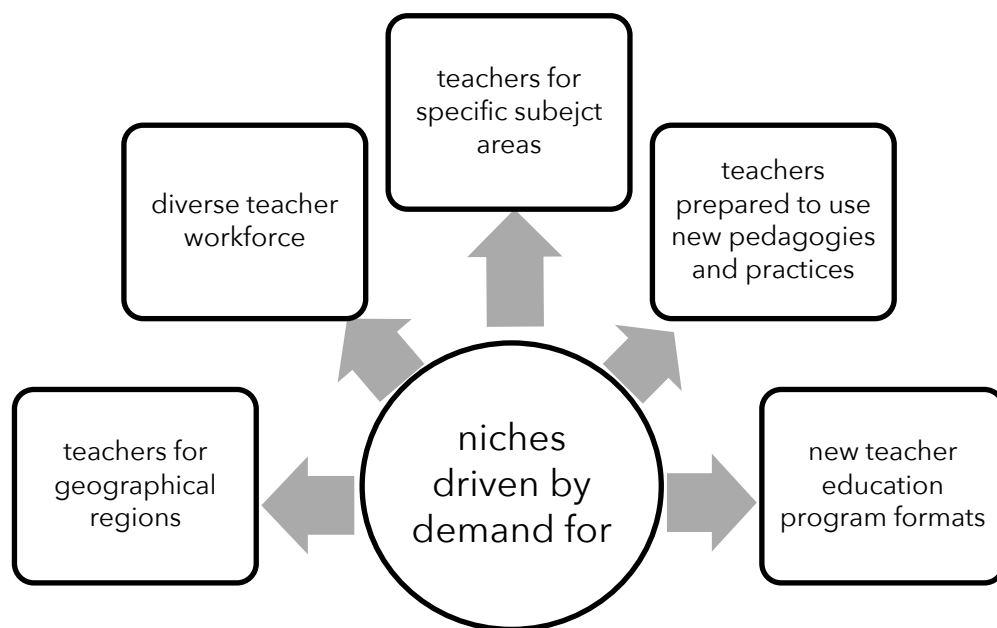 teachers for
specific subejct
areas
diverse teacher
workforce
teachers
prepared to use
new pedagogies
and practices
teachers for
geographical
regions
niches
driven by
demand for
new teacher
education
program formats